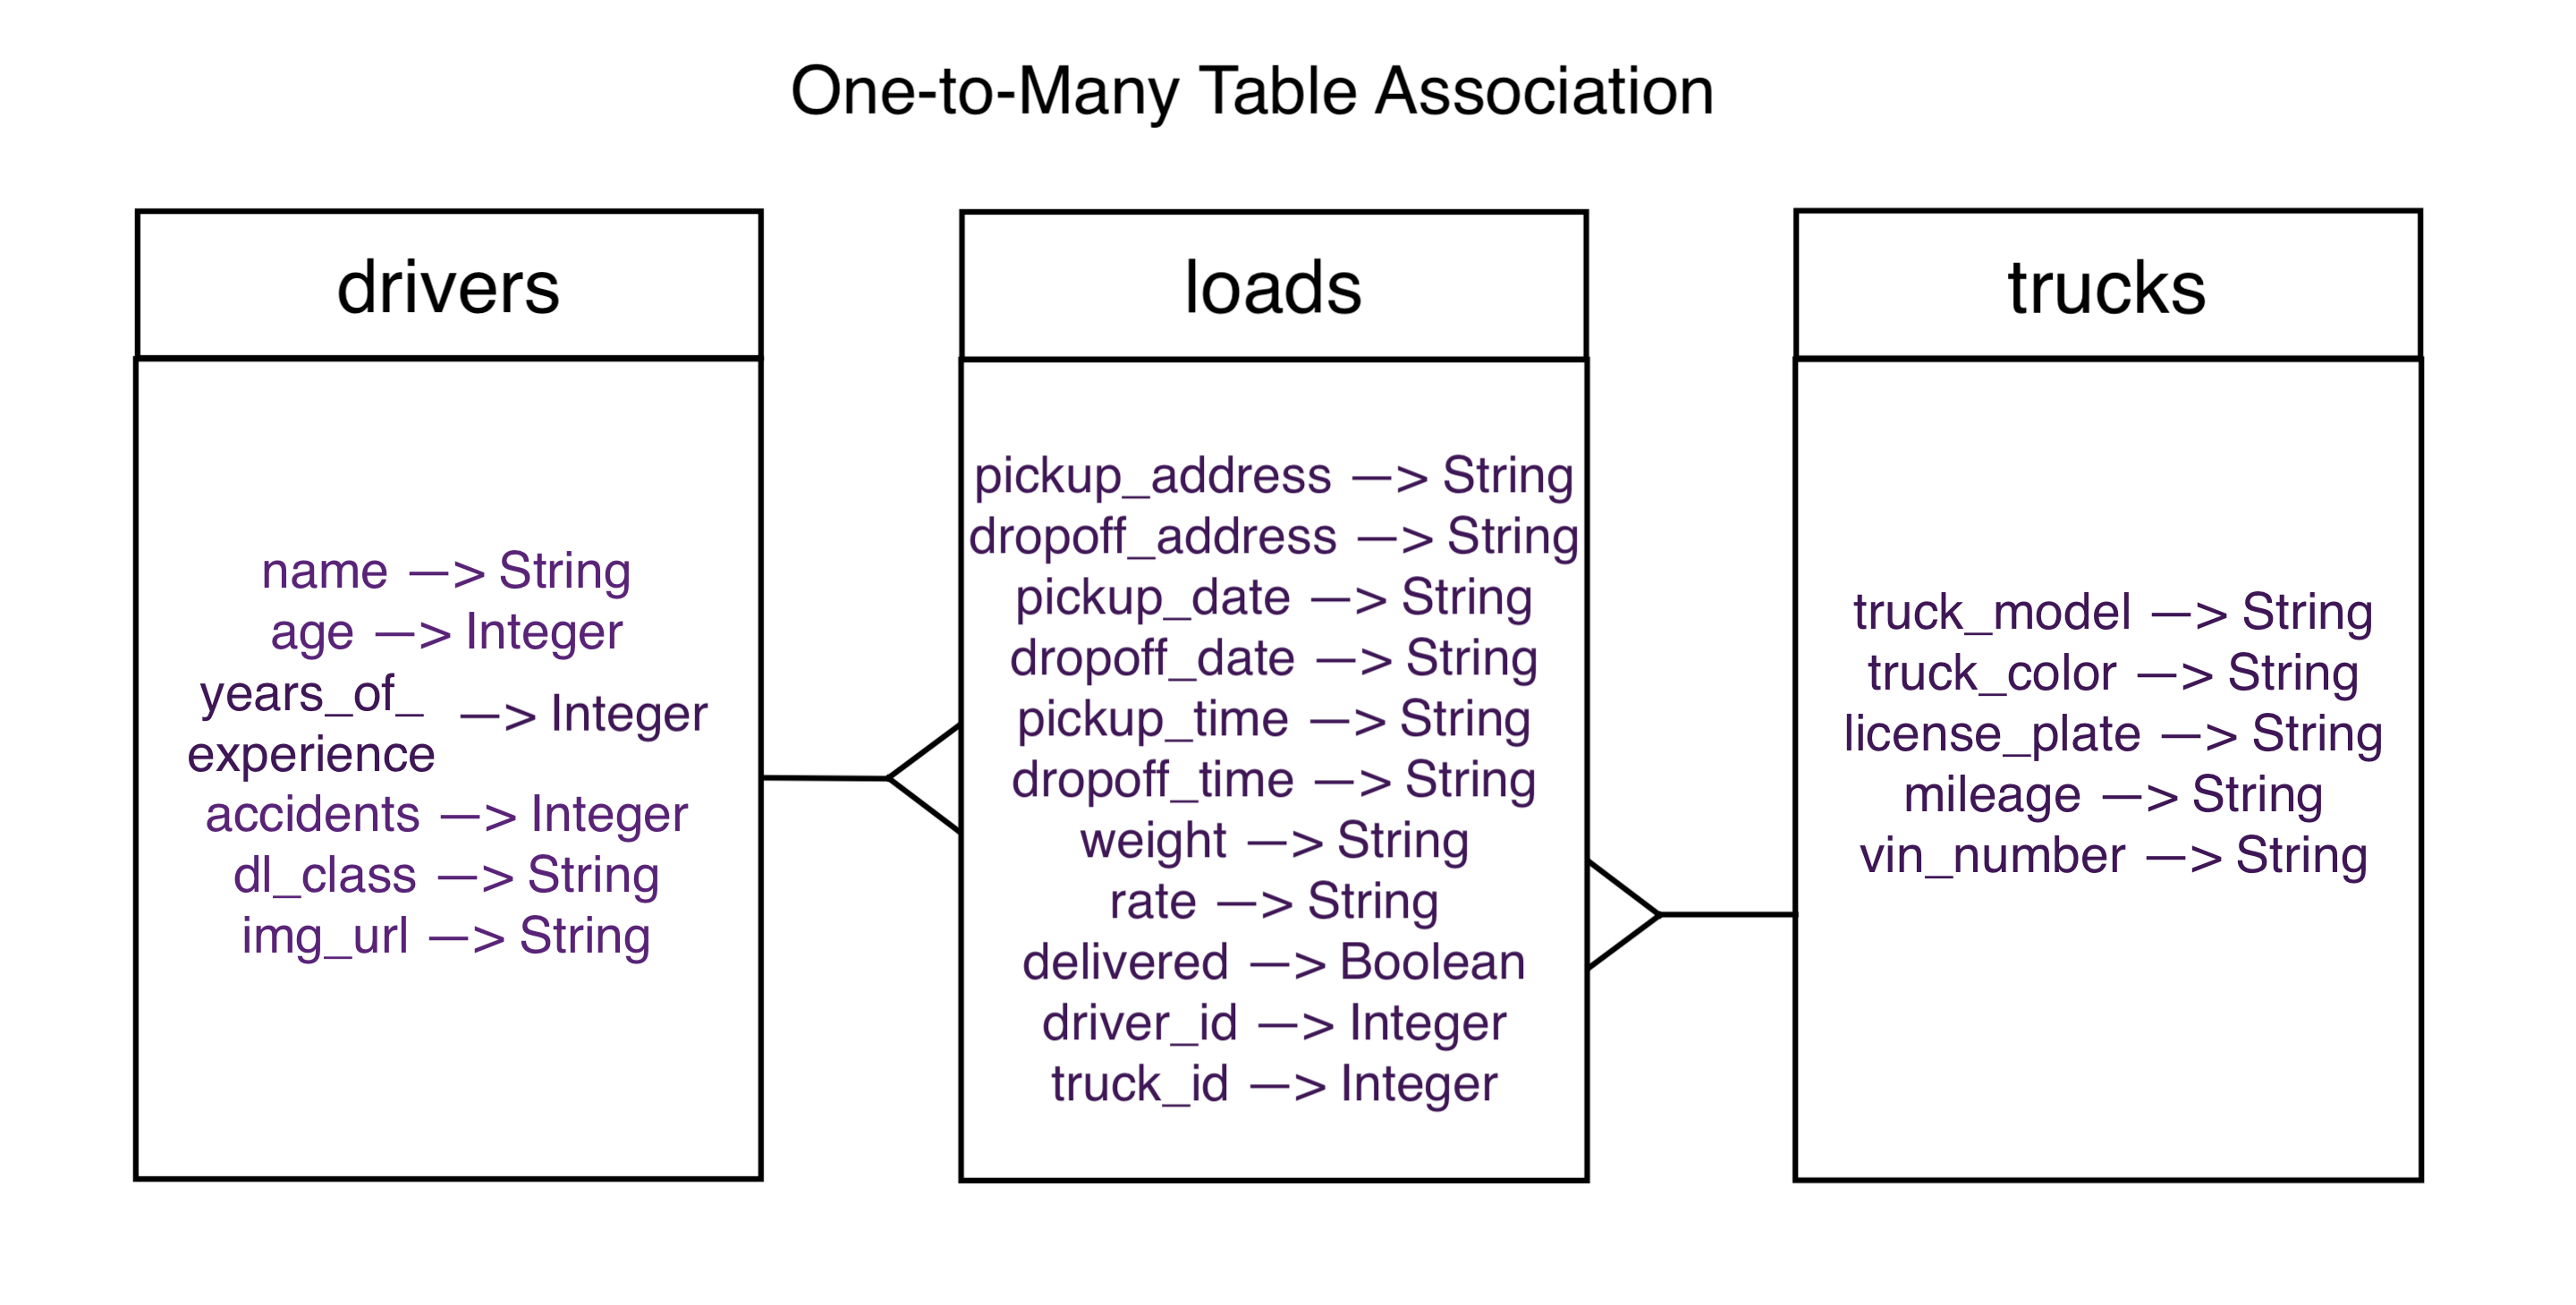 One-to-Many Table Association
drivers
name —> String
age —> Integer
years_of_
experience —> Integer
accidents —> Integer
dl_class —> String
img_url —> String
loads
pickup_address —> String
dropoff_address —> String
pickup_date —> String
dropoff_date —> String
pickup_time —> String
dropoff_time —> String
weight —> String
rate —> String
delivered —> Boolean
driver_id —> Integer
truck_id —> Integer
trucks
truck_model —> String
truck_color —> String
license_plate —> String
mileage —> String
vin_number —> String